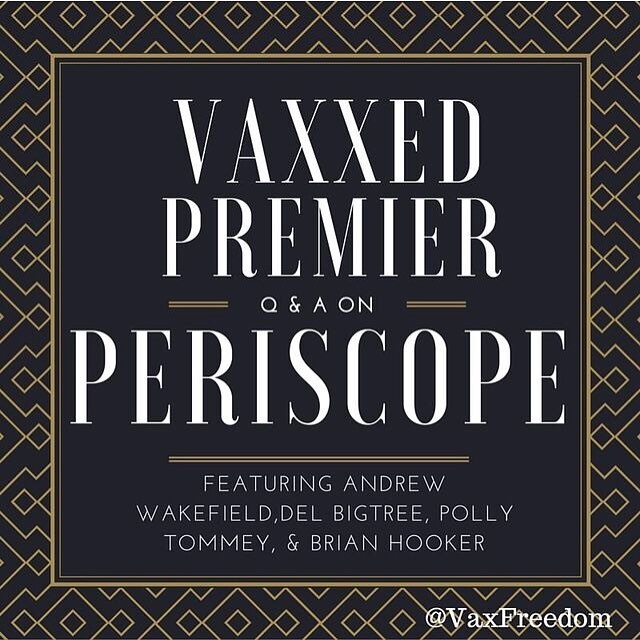 VAXXED
PREMIER
Q & A ON
PERISCOPE
FEATURING ANDREW
WAKEFIELD,DEL BIGTREE, POLLY
TOMMEY, & BRIAN HOOKER
@VaxFreedom